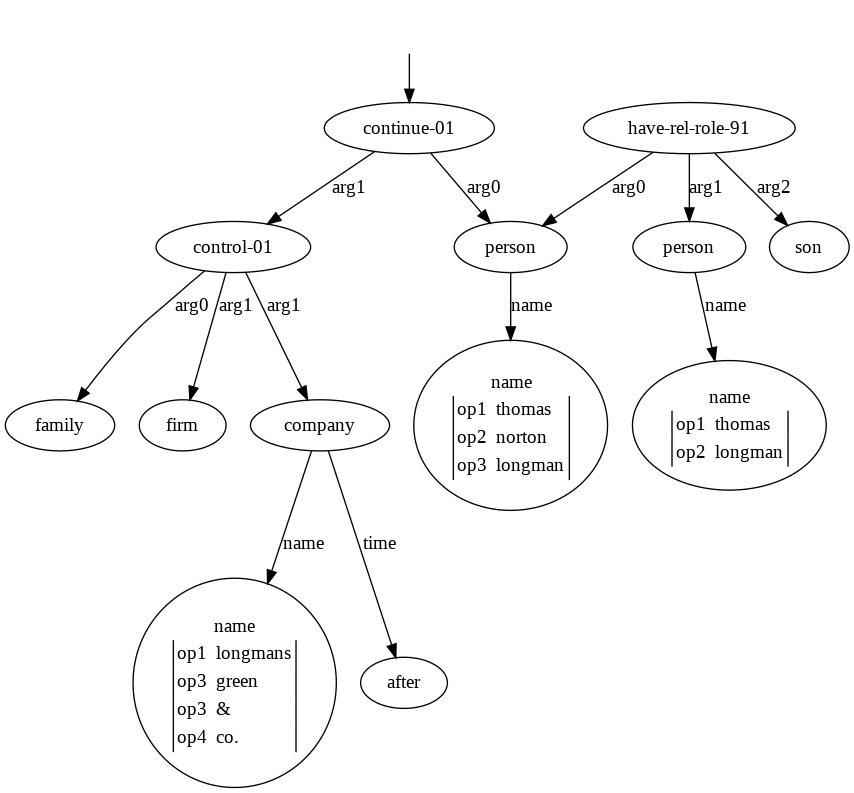 continue-01
have-rel-role-91
arg1
arg0
arg0
arg1
arg2
control-01
person
person
son
arg0
arg1
arg1
name
name
family
firm
company
name
op1 thomas
op2 norton
op3 longman
name
op1 thomas
op2 longman
name
time
name
op1 longmans
op3 green
op3 &
op4 co.
after